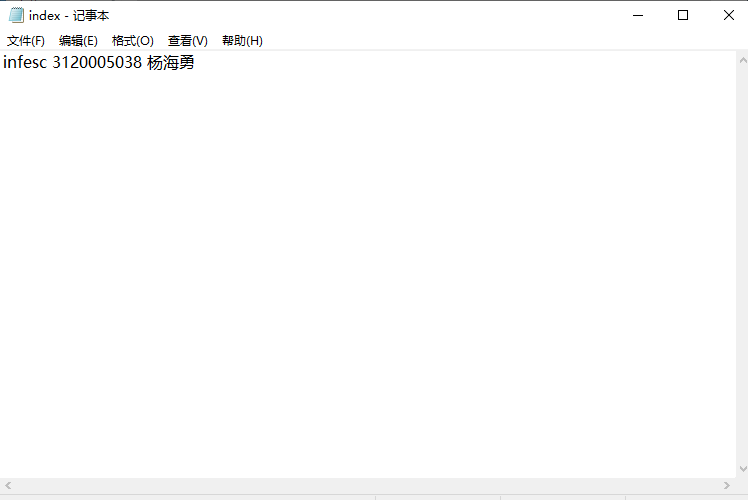 index - 记事本
文件(F) 编辑(E) 格式(O) 查看(V) 帮助(H)
infesc 3120005038 杨海勇